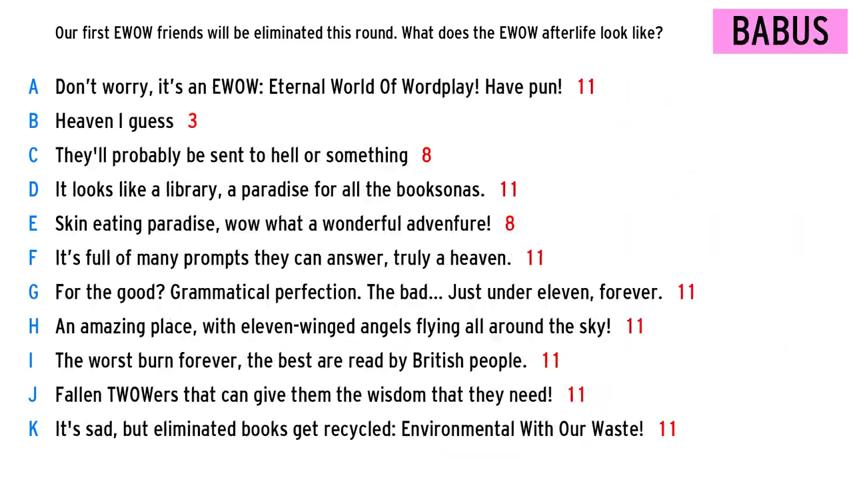 Our first EWOW friends will be eliminated this round. What does the EWOW afterlife look like?
BABUS
A Don't worry, it's an EWOW: Eternal World Of Wordplay! Have pun! 11
B Heaven I guess 3
C They'll probably be sent to hell or something 8
D It looks like a library, a paradise for all the booksonas. 11
E Skin eating paradise, wow what a wonderful advenfure! 8
F It's full of many prompts they can answer, truly a heaven. 11
G For the good? Grammatical perfection. The bad... Just under eleven, forever. 11
H An amazing place, with eleven-winged angels flying all around the sky! 11
I The worst burn forever, the best are read by British people. 11
J Fallen TWOWers that can give them the wisdom that they need! 11
K It's sad, but eliminated books get recycled: Environmental With Our Waste! 11